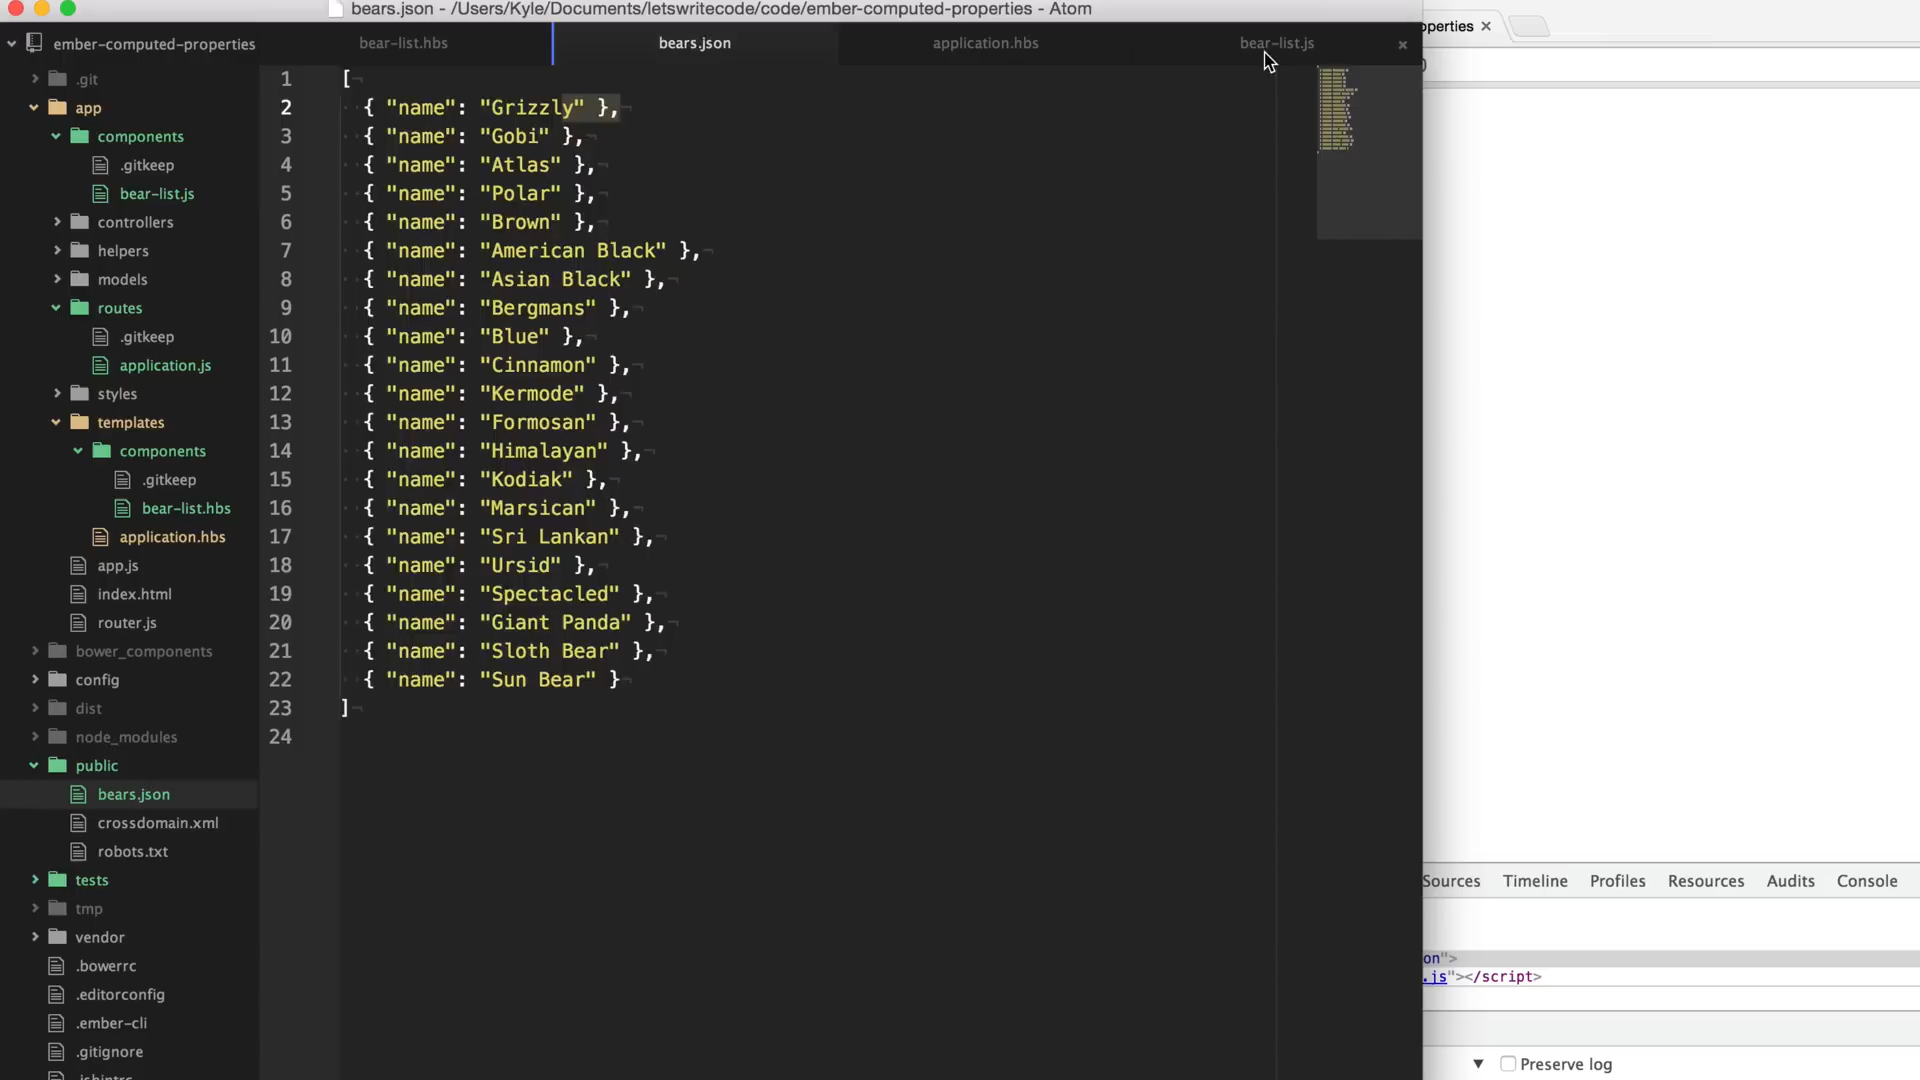 bears.json - /Users/Kyle/Documents/letswritecode/code/ember-computed-properties - Atom
operties ×
ember-computed-properties
bear-list.hbs
bears.json
application.hbs
bear-list.js ×
.git
app
components
.gitkeep
bear-list.js
controllers
helpers
models
routes
.gitkeep
application.js
styles
templates
components
.gitkeep
bear-list.hbs
application.hbs
app.js
index.html
router.js
bower_components
config
dist
node_modules
public
bears.json
crossdomain.xml
robots.txt
tests
tmp
vendor
.bowerrc
.editorconfig
.ember-cli
.gitignore
1 [
2 { "name": "Grizzly" },
3 { "name": "Gobi" },
4 { "name": "Atlas" },
5 { "name": "Polar" },
6 { "name": "Brown" },
7 { "name": "American Black" },
8 { "name": "Asian Black" },
9 { "name": "Bergmans" },
10 { "name": "Blue" },
11 { "name": "Cinnamon" },
12 { "name": "Kermode" },
13 { "name": "Formosan" },
14 { "name": "Himalayan" },
15 { "name": "Kodiak" },
16 { "name": "Marsican" },
17 { "name": "Sri Lankan" },
18 { "name": "Ursid" },
19 { "name": "Spectacled" },
20 { "name": "Giant Panda" },
21 { "name": "Sloth Bear" },
22 { "name": "Sun Bear" }
23 ]
24
Sources Timeline Profiles Resources Audits Console
on">
.js"></script>
▼ Preserve log